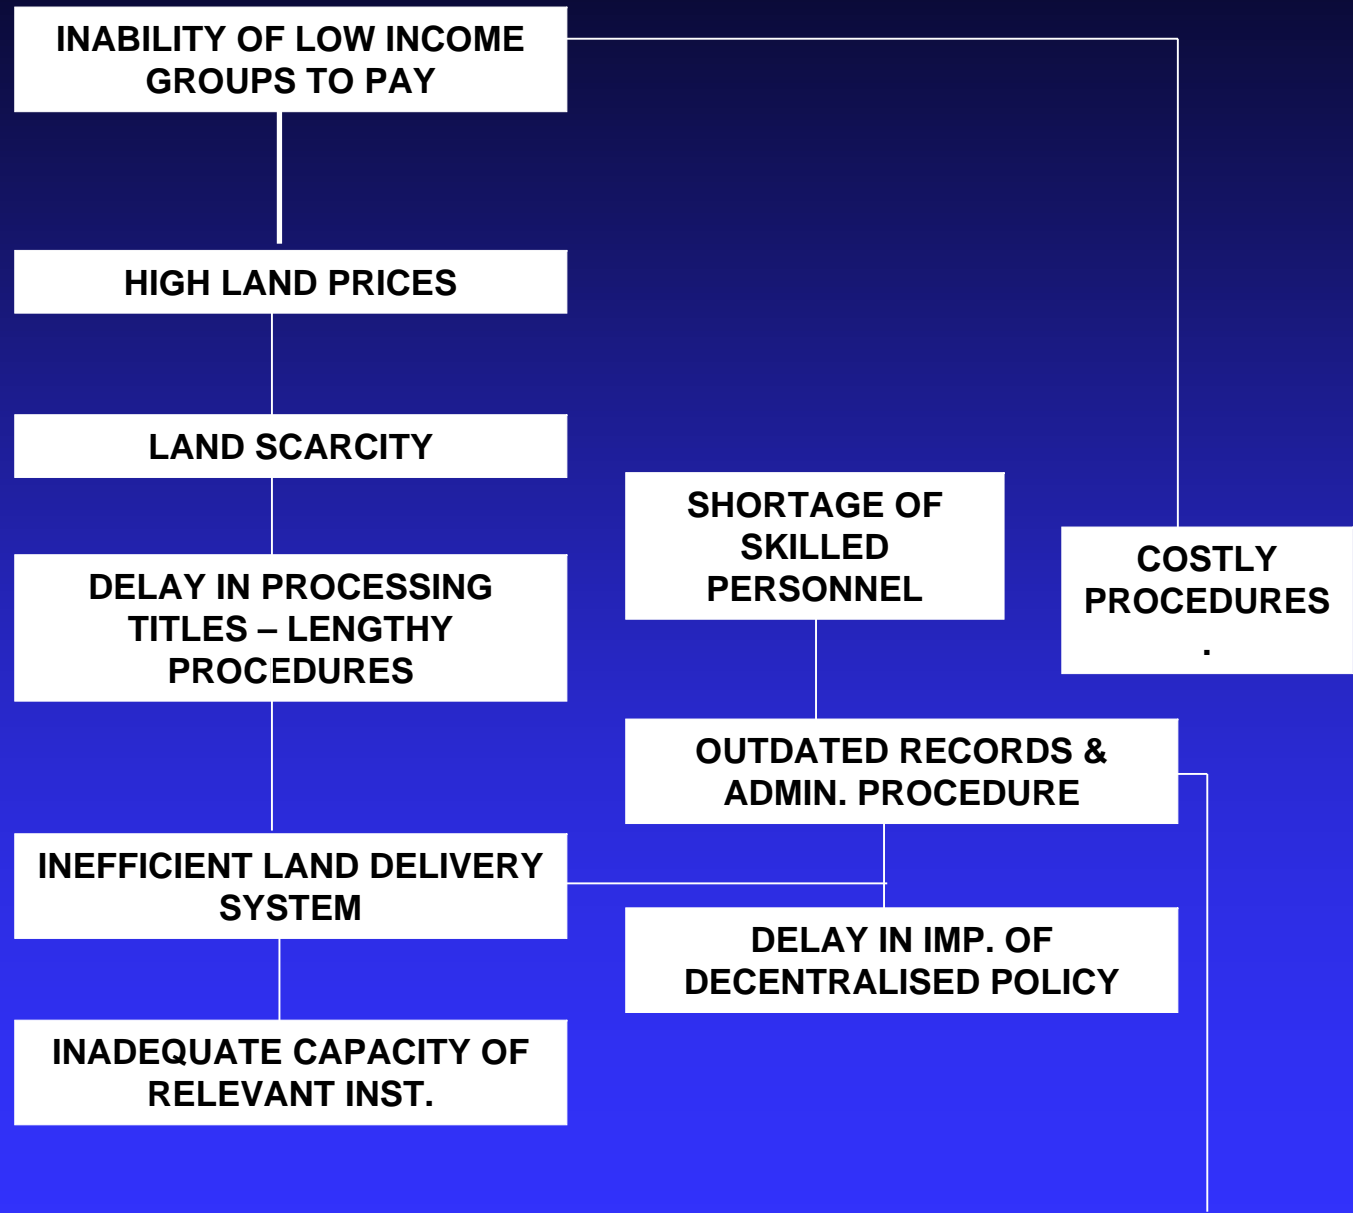 INABILITY OF LOW INCOME
GROUPS TO PAY
HIGH LAND PRICES
LAND SCARCITY
DELAY IN PROCESSING
TITLES – LENGTHY
PROCEDURES
INEFFICIENT LAND DELIVERY
SYSTEM
INADEQUATE CAPACITY OF
RELEVANT INST.
SHORTAGE OF
SKILLED
PERSONNEL
OUTDATED RECORDS &
ADMIN. PROCEDURE
DELAY IN IMP. OF
DECENTRALISED POLICY
COSTLY
PROCEDURES
.